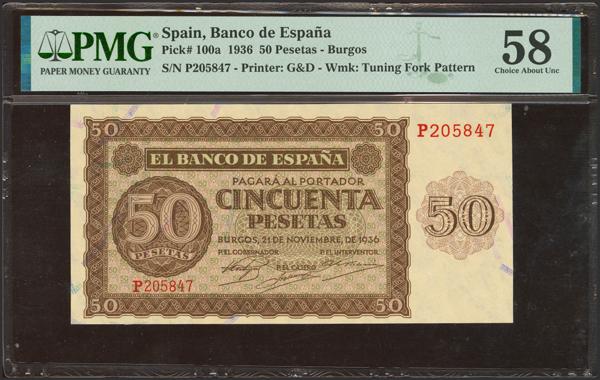 PMG®
PAPER MONEY GUARANTY
Spain, Banco de España
Pick# 100a 1936 50 Pesetas - Burgos
S/N P205847 - Printer: G&D - Wmk: Tuning Fork Pattern
58
Choice About Unc
50
50
P205847
EL BANCO DE ESPAÑA
PAGARÁ AL PORTADOR
CINCUENTA
PESETAS
BURGOS, 21 DE NOVIEMBRE, DE 1936
P. EL GOBERNADOR
P. EL INTERVENTOR
P. EL CAJERO
50
PESETAS
50
P205847
50
50